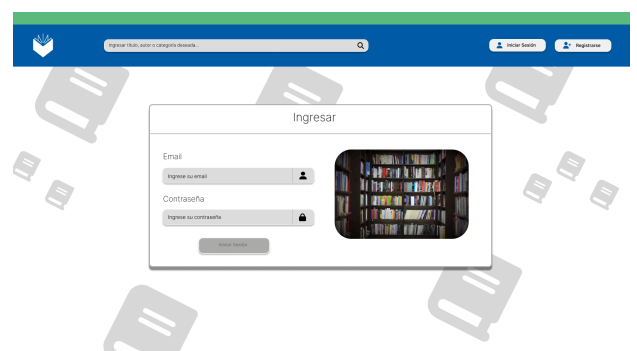 Ingresar título, autor o categoría deseada...
Iniciar Sesión
Registrarse
Ingresar
Email
Ingrese su email
Contraseña
Ingrese su contraseña
Iniciar Sesión